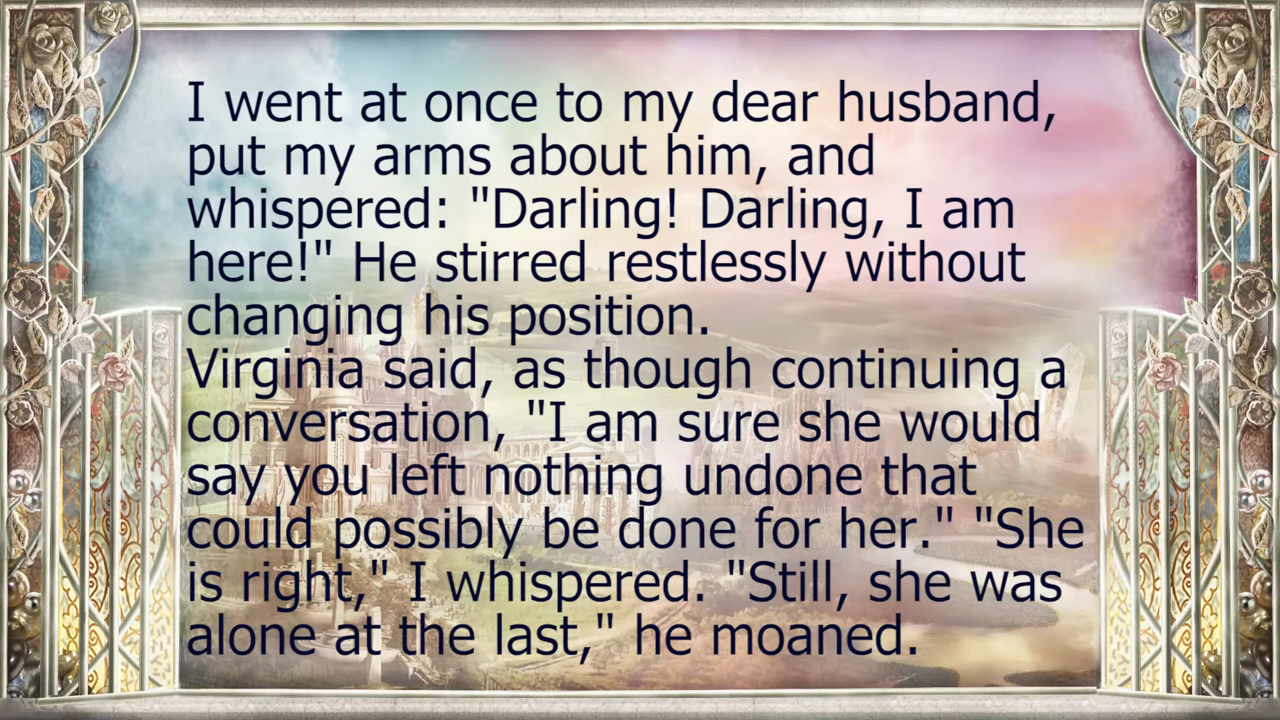 I went at once to my dear husband,
put my arms about him, and
whispered: "Darling! Darling, I am
here!" He stirred restlessly without
changing his position.
Virginia said, as though continuing a
conversation, "I am sure she would
say you left nothing undone that
could possibly be done for her." "She
is right," I whispered. "Still, she was
alone at the last," he moaned.